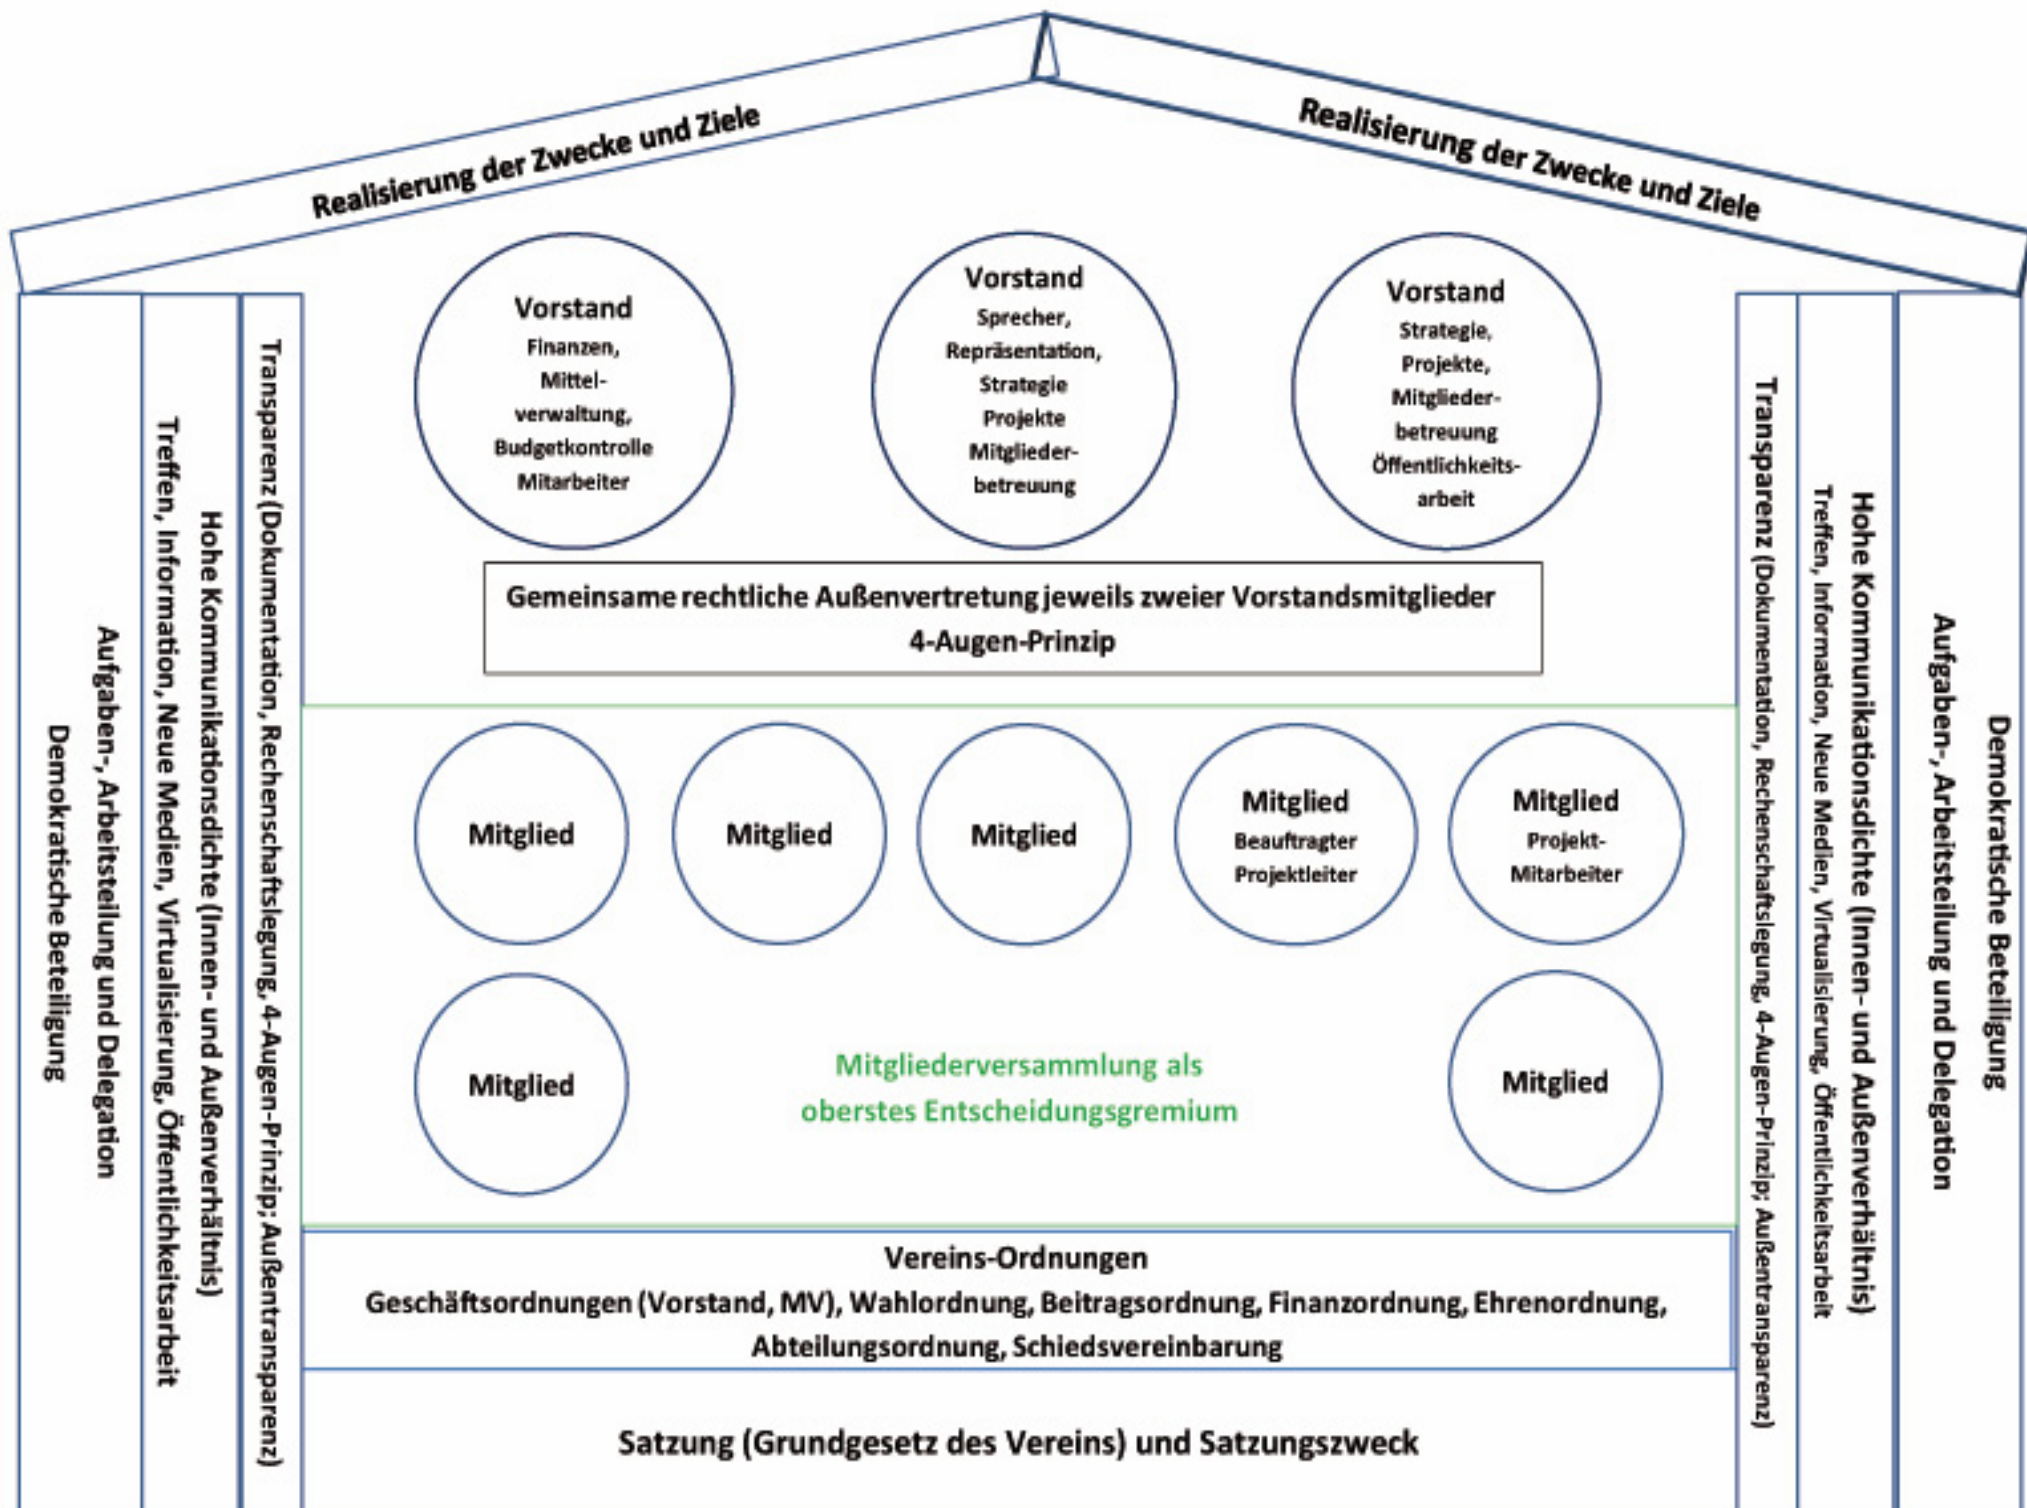 Realisierung der Zwecke und Ziele
Realisierung der Zwecke und Ziele
Demokratische Beteiligung
Aufgaben-, Arbeitsteilung und Delegation
Treffen, Information, Neue Medien, Virtualisierung, Öffentlichkeitsarbeit
Hohe Kommunikationsdichte (Innen- und Außenverhältnis)
Transparenz (Dokumentation, Rechenschaftslegung, 4-Augen-Prinzip; Außentransparenz)
Vorstand
Finanzen,
Mittel-
verwaltung,
Budgetkontrolle
Mitarbeiter
Vorstand
Sprecher,
Repräsentation,
Strategie
Projekte
Mitglieder-
betreuung
Vorstand
Strategie,
Projekte,
Mitglieder-
betreuung
Öffentlichkeits-
arbeit
Gemeinsame rechtliche Außenvertretung jeweils zweier Vorstandsmitglieder
4-Augen-Prinzip
Mitglied
Mitglied
Mitglied
Mitglied
Beauftragter
Projektleiter
Mitglied
Projekt-
Mitarbeiter
Mitglied
Mitgliederversammlung als
oberstes Entscheidungsgremium
Mitglied
Vereins-Ordnungen
Geschäftsordnungen (Vorstand, MV), Wahlordnung, Beitragsordnung, Finanzordnung, Ehrenordnung,
Abteilungsordnung, Schiedsvereinbarung
Satzung (Grundgesetz des Vereins) und Satzungszweck
Transparenz (Dokumentation, Rechenschaftslegung, 4-Augen-Prinzip; Außentransparenz)
Treffen, Information, Neue Medien, Virtualisierung, Öffentlichkeitsarbeit
Hohe Kommunikationsdichte (Innen- und Außenverhältnis)
Aufgaben-, Arbeitsteilung und Delegation
Demokratische Beteiligung